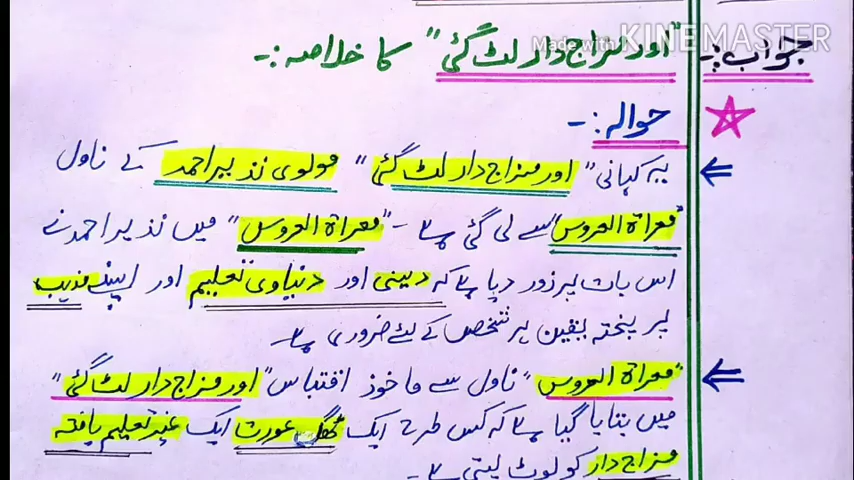 Made with KINEMASTER
جواب:- "اور مزاج دار لٹ گئی" کا خلاصہ:-
حوالہ:-
یہ کہانی "اور مزاج دار لٹ گئی" مولوی نذیر احمد کے ناول
"معراۃ العروس" سے لی گئی ہے-"معراۃ العروس" میں نذیر احمد نے
اس بات پر زور دیا ہے کہ دینی اور دنیاوی تعلیم اور اپنے مذہب
پر پختہ یقین ہر شخص کے لئے ضروری ہے-
"معراۃ العروس" ناول سے ماخوذ اقتباس "اور مزاج دار لٹ گئی"
میں بتایا گیا ہے کہ کس طرح ایک ٹھگ عورت ایک غیر تعلیم یافتہ
مزاج دار کو لوٹ لیتی ہے-